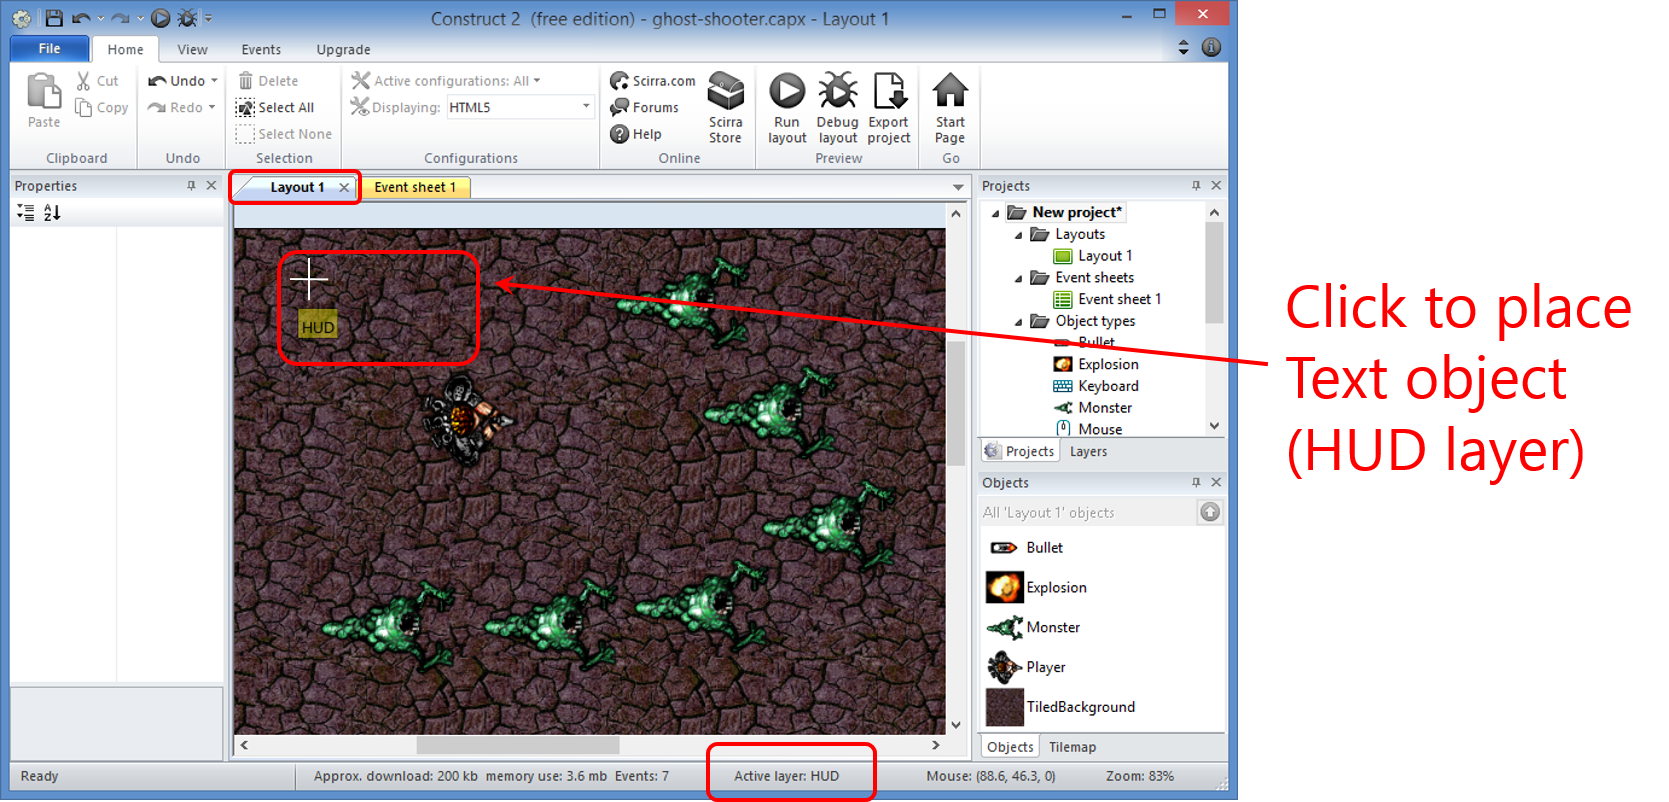 Construct 2  (free edition) - ghost-shooter.capx - Layout 1
File Home View Events Upgrade
Paste
Cut
Copy
Clipboard
Undo
Redo
Undo
Delete
Select All
Select None
Selection
Active configurations: All
Displaying: HTML5
Configurations
Scirra.com
Forums
Help
Scirra
Store
Online
Run
layout
Debug
layout
Export
project
Preview
Start
Page
Go
Properties
A
Z
Layout 1
Event sheet 1
HUD
Projects
New project*
Layouts
Layout 1
Event sheets
Event sheet 1
Object types
Bullet
Explosion
Keyboard
Monster
Mouse
Projects Layers
Objects
All 'Layout 1' objects
Bullet
Explosion
Monster
Player
TiledBackground
Objects Tilemap
Ready
Approx. download: 200 kb  memory use: 3.6 mb  Events: 7
Active layer: HUD
Mouse: (88.6, 46.3, 0)
Zoom: 83%
Click to place
Text object
(HUD layer)